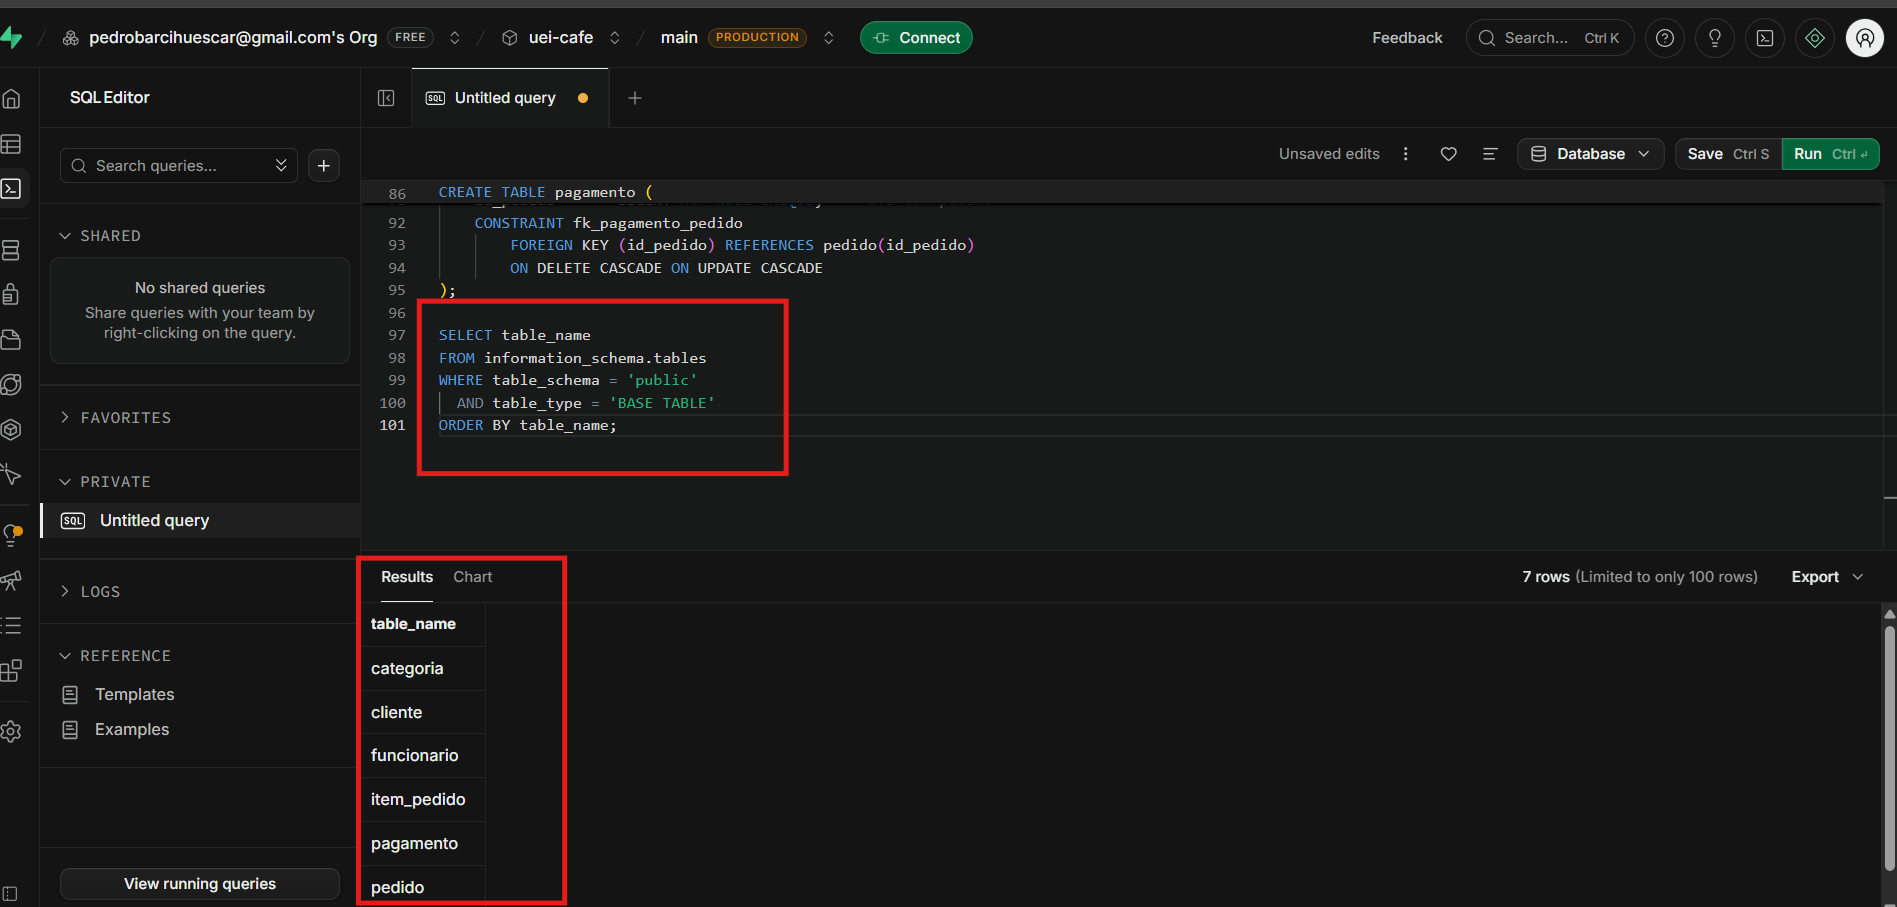 pedrobarcihuescar@gmail.com's Org FREE / uei-cafe / main PRODUCTION Connect Feedback Search... Ctrl K
SQL Editor
Untitled query
Search queries...
Unsaved edits Database Save Ctrl S Run Ctrl ↵
SHARED
No shared queries
Share queries with your team by
right-clicking on the query.
FAVORITES
PRIVATE
SQL Untitled query
LOGS
REFERENCE
Templates
Examples
View running queries
86 CREATE TABLE pagamento (
92 CONSTRAINT fk_pagamento_pedido
93 FOREIGN KEY (id_pedido) REFERENCES pedido(id_pedido)
94 ON DELETE CASCADE ON UPDATE CASCADE
95 );
96
97 SELECT table_name
98 FROM information_schema.tables
99 WHERE table_schema = 'public'
100 AND table_type = 'BASE TABLE'
101 ORDER BY table_name;
Results Chart 7 rows (Limited to only 100 rows) Export
table_name
categoria
cliente
funcionario
item_pedido
pagamento
pedido